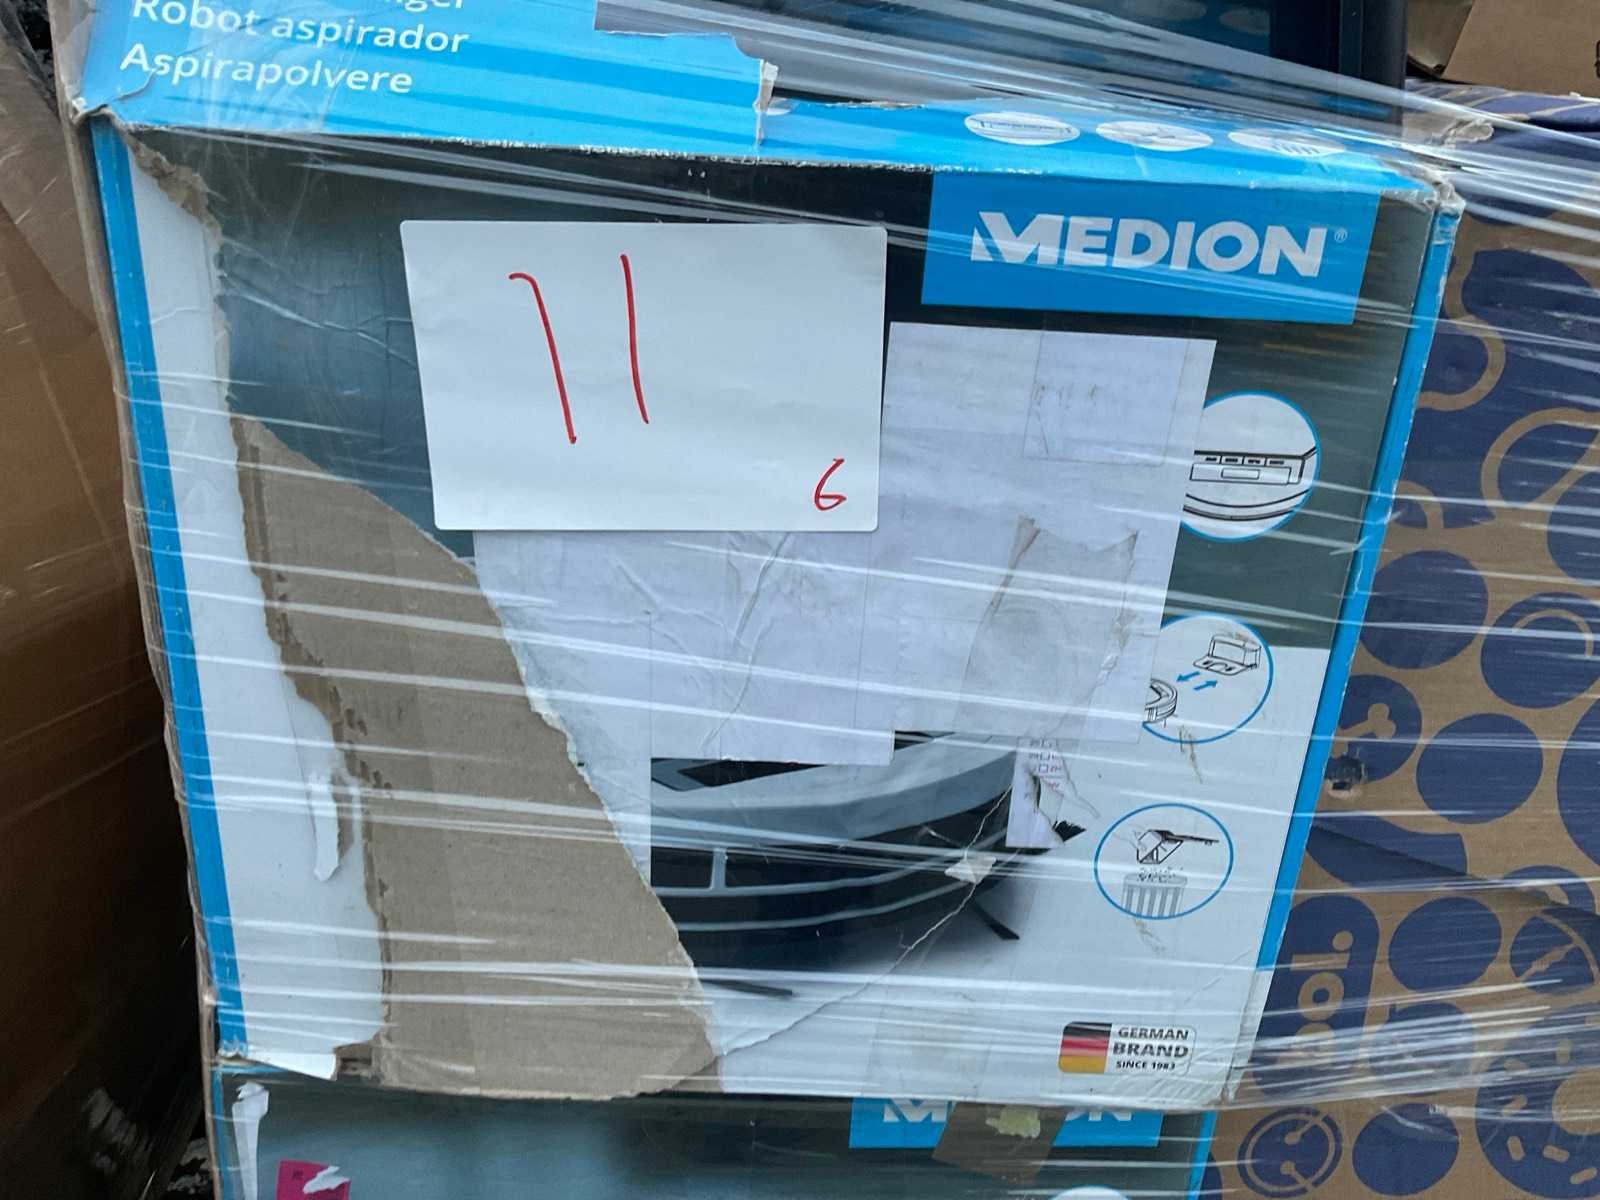 Robot aspirador
Aspirapolvere
MEDION®
11
6
GERMAN
BRAND
SINCE 1983